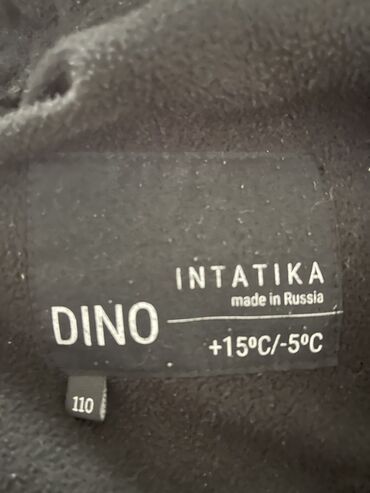 INTATIKA
made in Russia
DINO
+15ºC/-5ºC
110